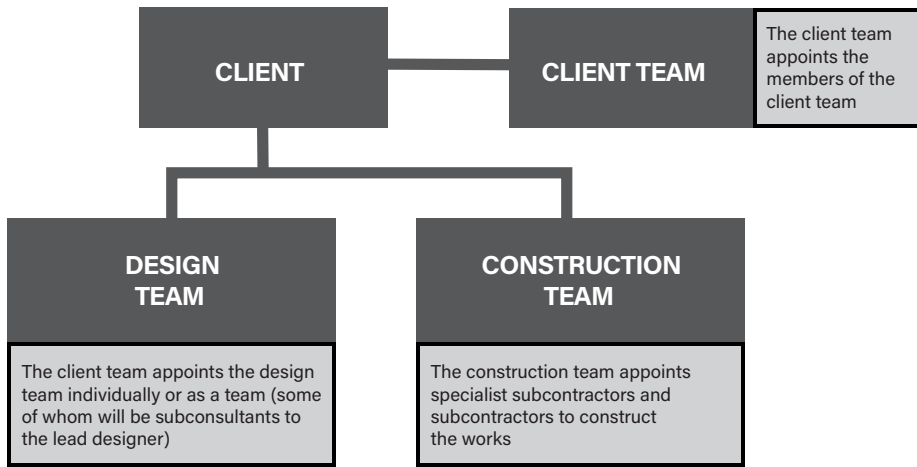 CLIENT
CLIENT TEAM
The client team
appoints the
members of the
client team
DESIGN
TEAM
The client team appoints the design
team individually or as a team (some
of whom will be subconsultants to
the lead designer)
CONSTRUCTION
TEAM
The construction team appoints
specialist subcontractors and
subcontractors to construct
the works